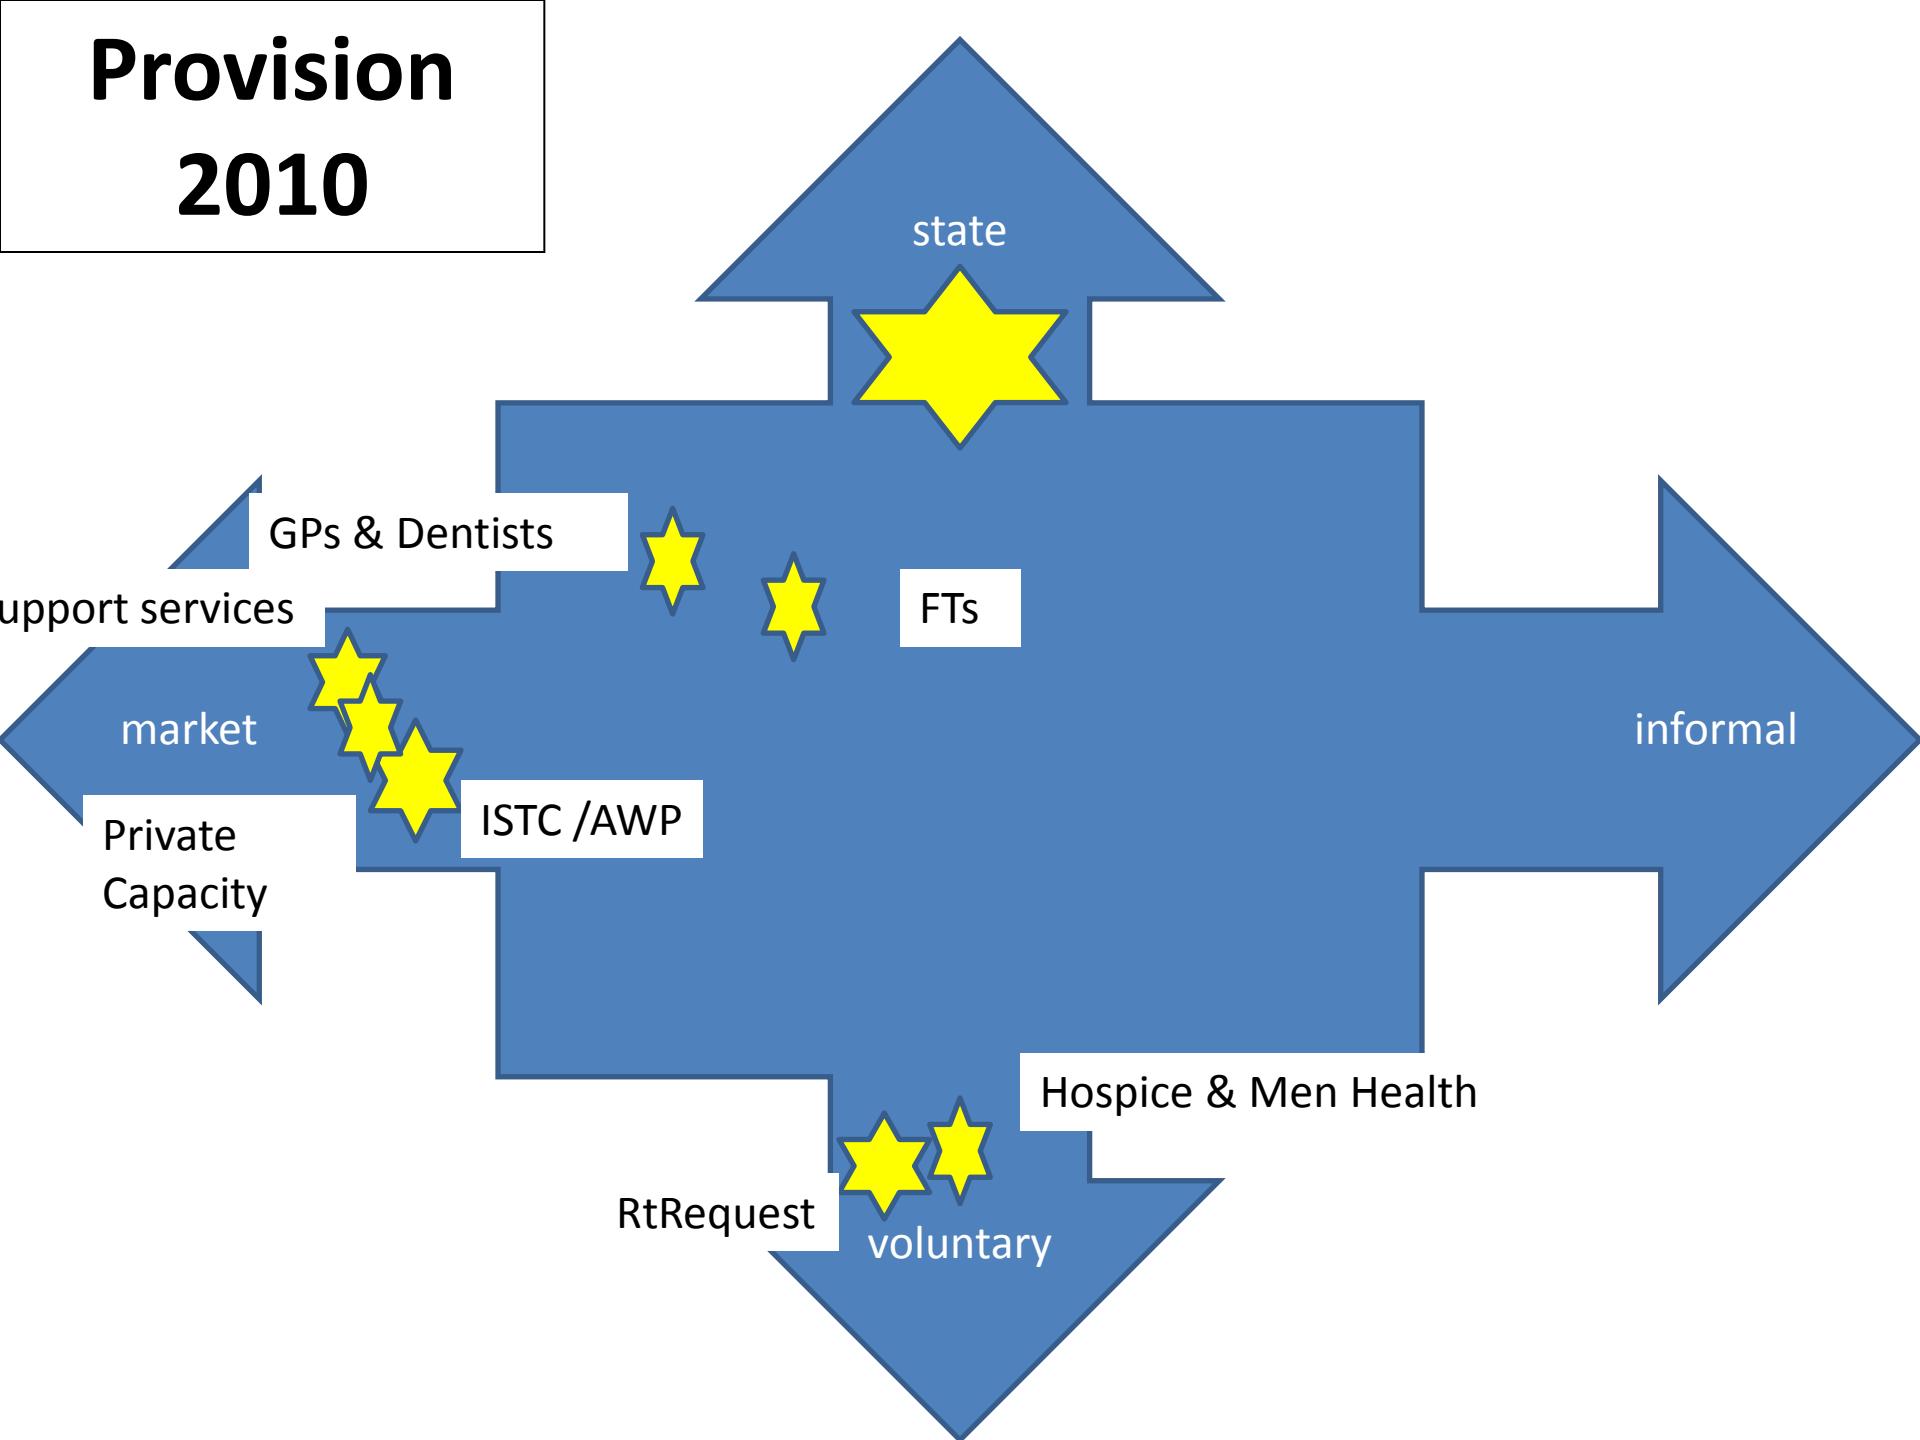 Provision
2010
state
GPs & Dentists
upport services
FTs
market
informal
ISTC /AWP
Private
Capacity
Hospice & Men Health
RtRequest
voluntary